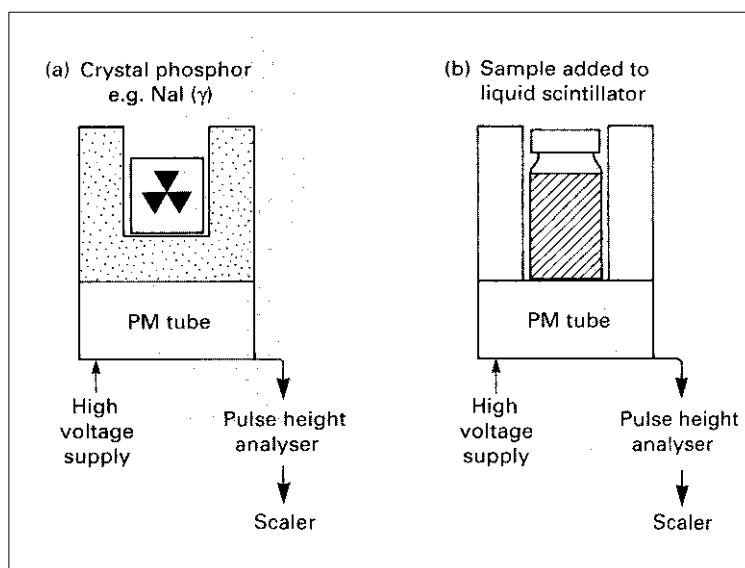 (a) Crystal phosphor
e.g. NaI (γ)
PM tube
High
voltage
supply
Pulse height
analyser
Scaler
(b) Sample added to
liquid scintillator
PM tube
High
voltage
supply
Pulse height
analyser
Scaler